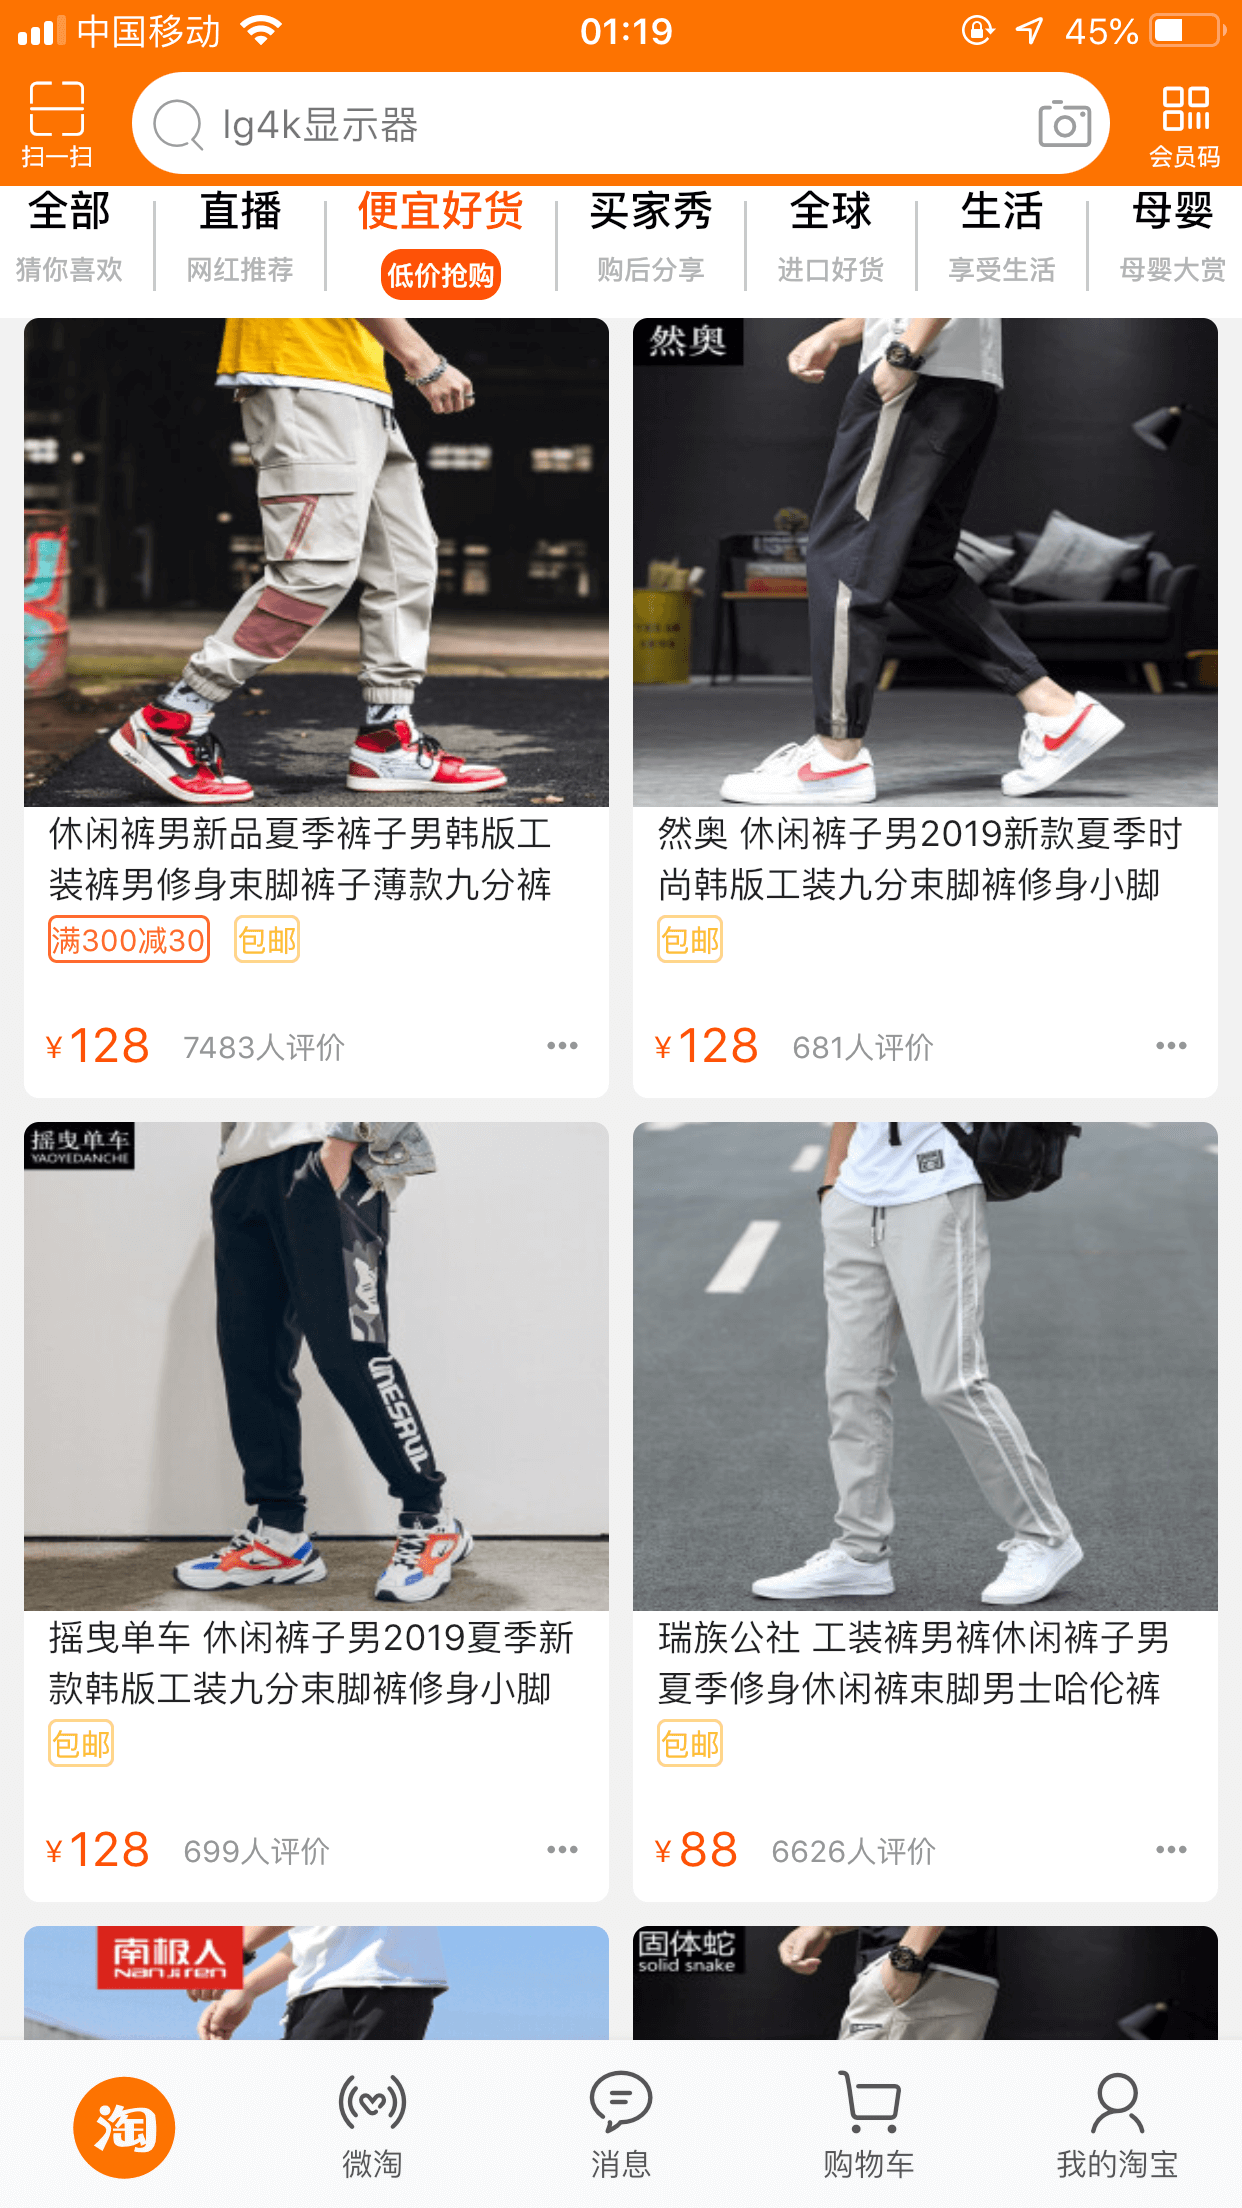 中国移动
01:19
45%
扫一扫
lg4k显示器
会员码
全部
直播
便宜好货
买家秀
全球
生活
母婴
猜你喜欢
网红推荐
低价抢购
购后分享
进口好货
享受生活
母婴大赏
7
休闲裤男新品夏季裤子男韩版工
装裤男修身束脚裤子薄款九分裤
满300减30 包邮
¥128 7483人评价
然奥
然奥 休闲裤子男2019新款夏季时
尚韩版工装九分束脚裤修身小脚
包邮
¥128 681人评价
摇曳单车
YAOYEDANCHE
UNESRUL
摇曳单车 休闲裤子男2019夏季新
款韩版工装九分束脚裤修身小脚
包邮
¥128 699人评价
瑞族公社 工装裤男裤休闲裤子男
夏季修身休闲裤束脚男士哈伦裤
包邮
¥88 6626人评价
南极人
Nanjiren
固体蛇
solid snake
淘
微淘
消息
购物车
我的淘宝